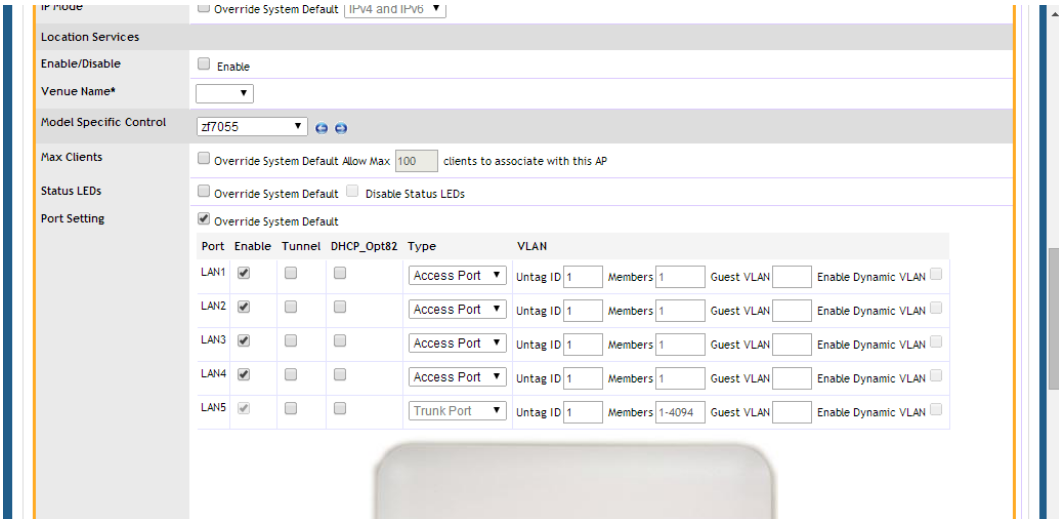 IP Mode Override System Default IPv4 and IPv6
Location Services
Enable/Disable Enable
Venue Name*
Model Specific Control zf7055
Max Clients Override System Default Allow Max 100 clients to associate with this AP
Status LEDs Override System Default Disable Status LEDs
Port Setting Override System Default
Port Enable Tunnel DHCP_Opt82 Type VLAN
LAN1 Access Port Untag ID 1 Members 1 Guest VLAN Enable Dynamic VLAN
LAN2 Access Port Untag ID 1 Members 1 Guest VLAN Enable Dynamic VLAN
LAN3 Access Port Untag ID 1 Members 1 Guest VLAN Enable Dynamic VLAN
LAN4 Access Port Untag ID 1 Members 1 Guest VLAN Enable Dynamic VLAN
LAN5 Trunk Port Untag ID 1 Members 1-4094 Guest VLAN Enable Dynamic VLAN